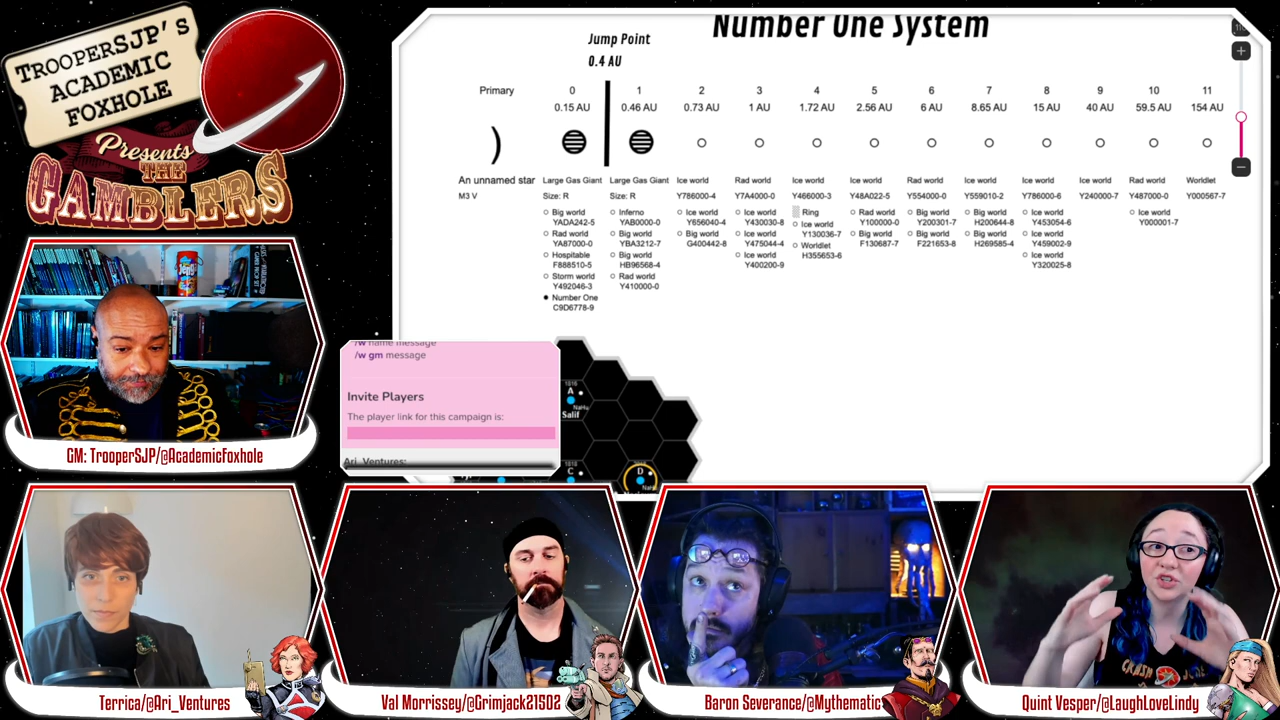 TROOPERSJP'S
ACADEMIC
FOXHOLE
Presents
THE
GAMBLERS
Number One System
Jump Point
0.4 AU
Primary 0 1 2 3 4 5 6 7 8 9 10 11
0.15 AU 0.46 AU 0.73 AU 1 AU 1.72 AU 2.56 AU 6 AU 8.65 AU 15 AU 40 AU 59.5 AU 154 AU
An unnamed star Large Gas Giant Large Gas Giant Ice world Rad world Ice world Ice world Rad world Ice world Ice world Ice world Rad world Worldlet
M3 V Size: R Size: R Y786000-4 Y7A4000-0 Y466000-3 Y48A022-5 Y554000-0 Y559010-2 Y786000-6 Y240000-7 Y487000-0 Y000567-7
Big world Inferno Ice world Ice world Ring Rad world Big world Big world Ice world Ice world
YADA242-5 YAB0000-0 Y656040-4 Y430030-8 Y100000-0 Y200301-7 H200644-8 Y453054-6 Y000001-7
Ice world
Rad world Big world Big world Ice world Y130036-7 Big world Big world Big world Ice world
YA87000-0 YBA3212-7 G400442-8 Y475044-4 F130687-7 F221653-8 H269585-4 Y459002-9
Worldlet
Hospitable Big world Ice world H355653-6 Ice world
F888510-5 HB96568-4 Y400200-9 Y320025-8
Storm world Rad world
Y492046-3 Y410000-0
Number One
C9D6778-9
/w name message
/w gm message
Invite Players
The player link for this campaign is:
Ari_Ventures:
1816
A
NaHu
Salif
1818
C
D
GM: TrooperSJP/@AcademicFoxhole
Terrica/@Ari_Ventures
Val Morrissey/@Grimjack21502
Baron Severance/@Mythematic
Quint Vesper/@LaughLoveLindy